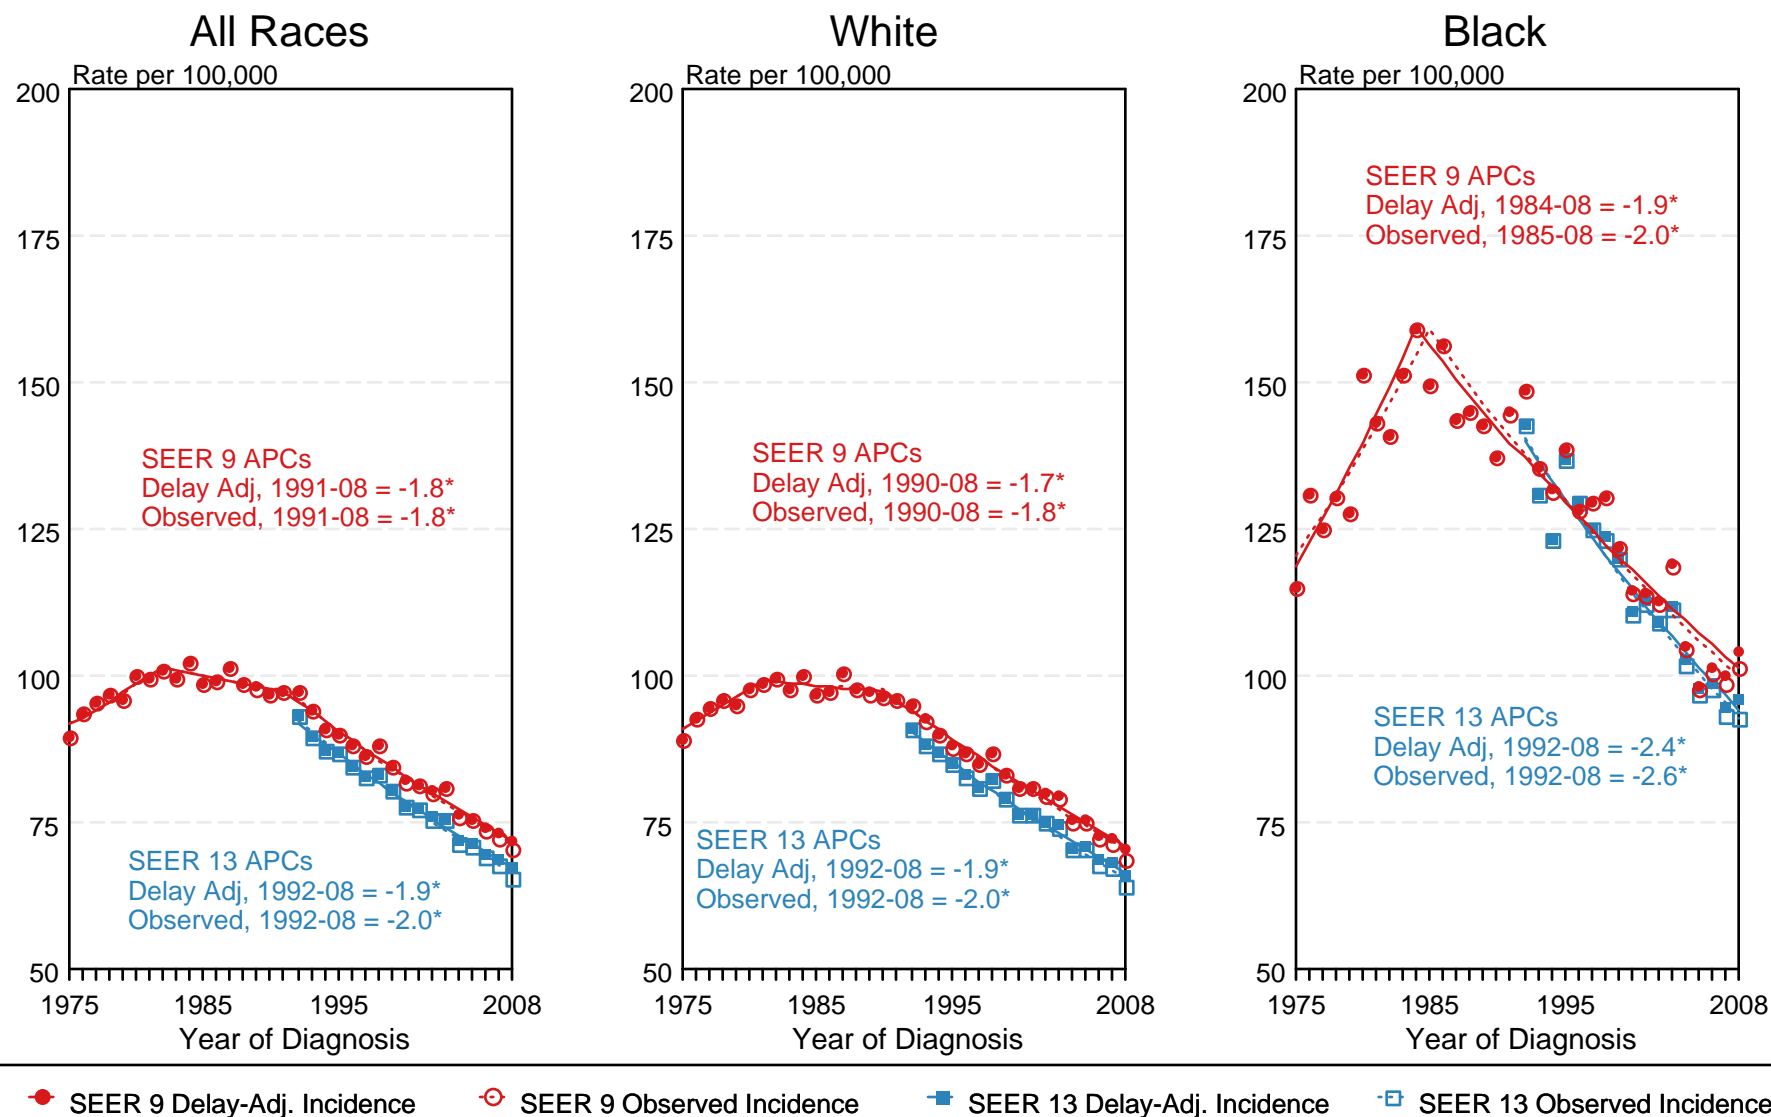 All Races
Rate per 100,000
200
175
150
125
100
75
50
SEER 9 APCs
Delay Adj, 1991-08 = -1.8*
Observed, 1991-08 = -1.8*
SEER 13 APCs
Delay Adj, 1992-08 = -1.9*
Observed, 1992-08 = -2.0*
1975 1985 1995 2008
Year of Diagnosis
White
Rate per 100,000
200
175
150
125
100
75
50
SEER 9 APCs
Delay Adj, 1990-08 = -1.7*
Observed, 1990-08 = -1.8*
SEER 13 APCs
Delay Adj, 1992-08 = -1.9*
Observed, 1992-08 = -2.0*
1975 1985 1995 2008
Year of Diagnosis
Black
Rate per 100,000
200
175
150
125
100
75
50
SEER 9 APCs
Delay Adj, 1984-08 = -1.9*
Observed, 1985-08 = -2.0*
SEER 13 APCs
Delay Adj, 1992-08 = -2.4*
Observed, 1992-08 = -2.6*
1975 1985 1995 2008
Year of Diagnosis
SEER 9 Delay-Adj. Incidence SEER 9 Observed Incidence SEER 13 Delay-Adj. Incidence SEER 13 Observed Incidence